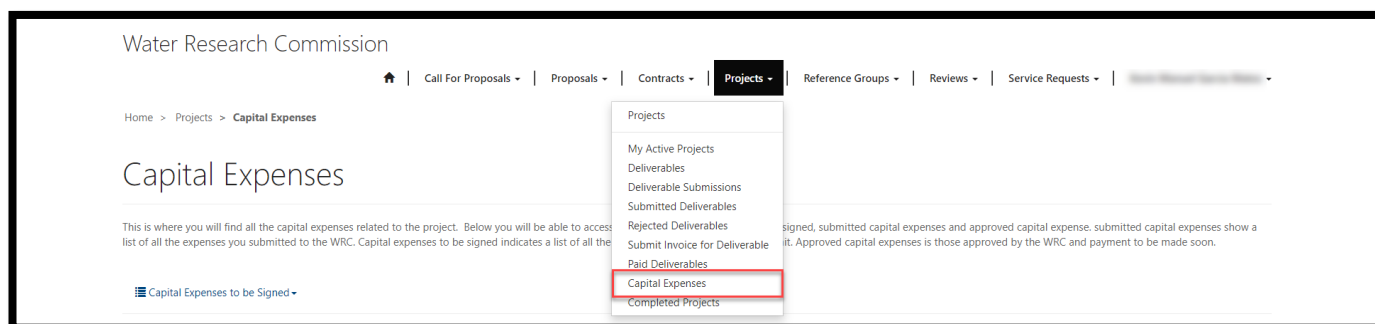 Water Research Commission
Call For Proposals
Proposals
Contracts
Projects
Reference Groups
Reviews
Service Requests
Home > Projects > Capital Expenses
Projects
My Active Projects
Deliverables
Deliverable Submissions
Submitted Deliverables
Rejected Deliverables
Submit Invoice for Deliverable
Paid Deliverables
Capital Expenses
Completed Projects
Capital Expenses
This is where you will find all the capital expenses related to the project. Below you will be able to access signed, submitted capital expenses and approved capital expense. submitted capital expenses show a
list of all the expenses you submitted to the WRC. Capital expenses to be signed indicates a list of all the it. Approved capital expenses is those approved by the WRC and payment to be made soon.
Capital Expenses to be Signed